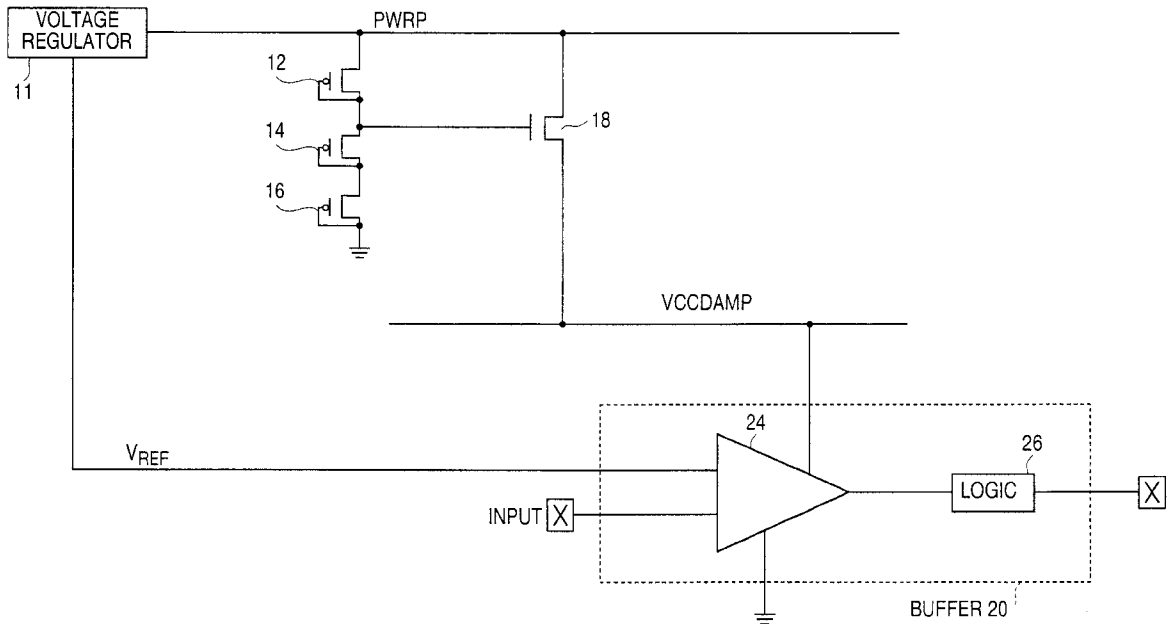 VOLTAGE
REGULATOR
11
PWRP
12
14
16
18
VCCDAMP
VREF
24
26
LOGIC
INPUT X
X
BUFFER 20